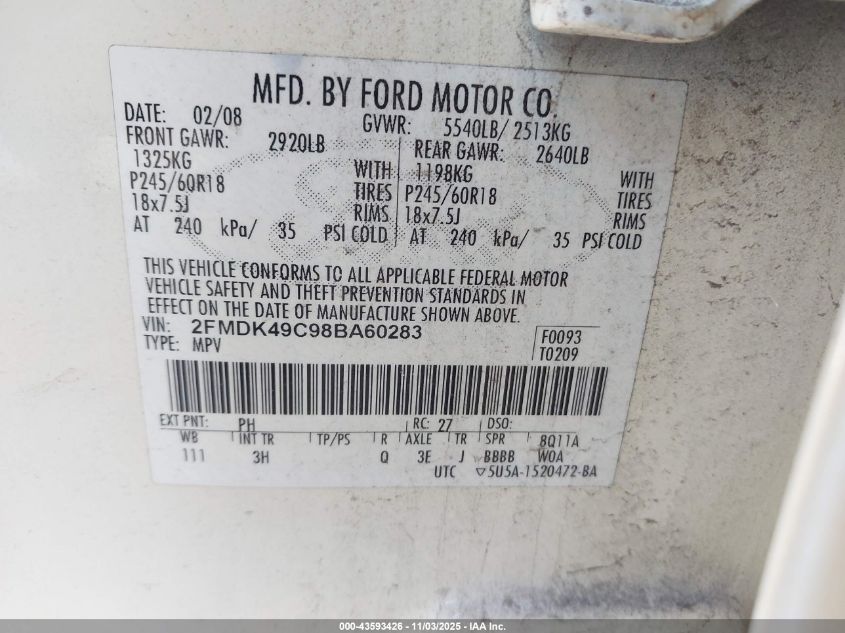 MFD. BY FORD MOTOR CO.
DATE: 02/08 GVWR: 5540LB/ 2513KG
FRONT GAWR: 2920LB REAR GAWR: 2640LB
1325KG WITH 1198KG WITH
P245/60R18 TIRES P245/60R18 TIRES
18x7.5J RIMS 18x7.5J RIMS
AT 240 kPa/ 35 PSI COLD AT 240 kPa/ 35 PSI COLD
THIS VEHICLE CONFORMS TO ALL APPLICABLE FEDERAL MOTOR
VEHICLE SAFETY AND THEFT PREVENTION STANDARDS IN
EFFECT ON THE DATE OF MANUFACTURE SHOWN ABOVE.
VIN: 2FMDK49C98BA60283 F0093
TYPE: MPV T0209
EXT PNT: PH RC: 27 DSO:
WB INT TR TP/PS R AXLE TR SPR 8Q11A
111 3H Q 3E J BBBB WOA
UTC ▽5U5A-1520472-BA
000-43593426 - 11/03/2025 - IAA Inc.